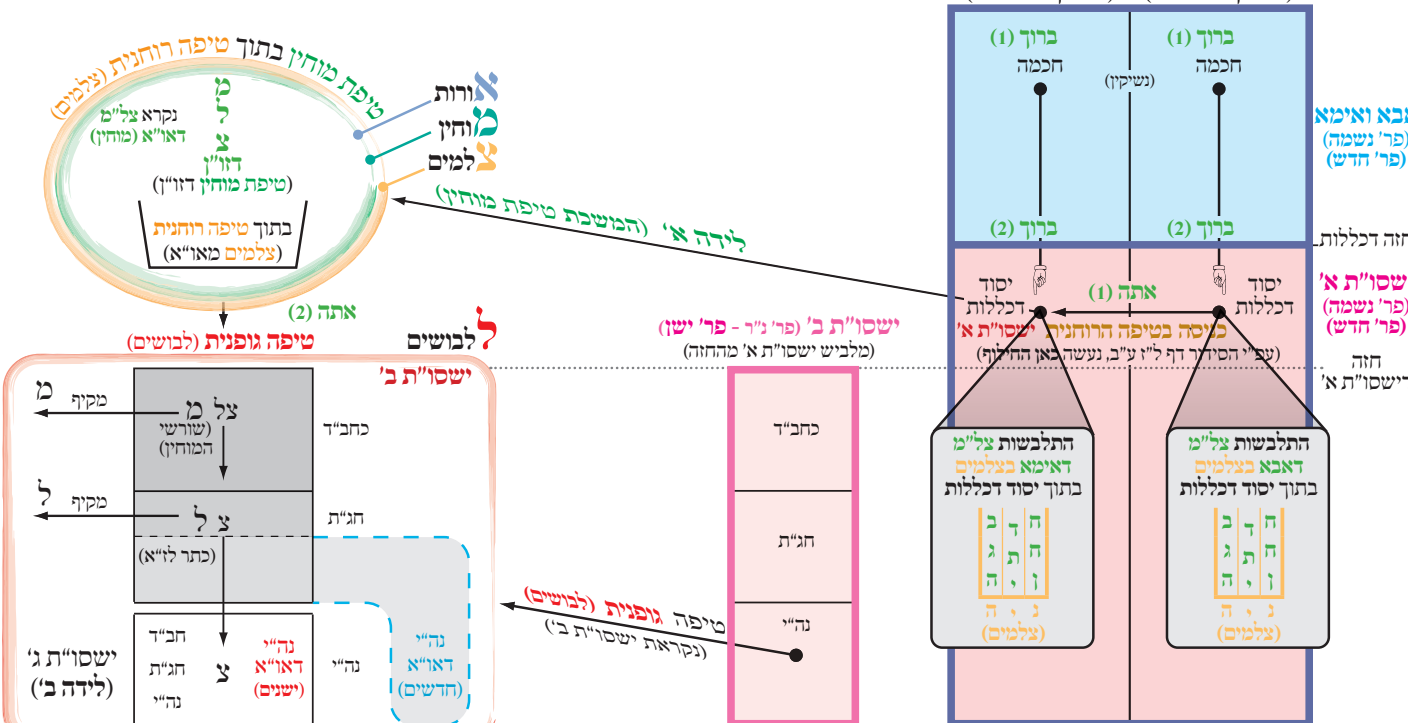 ברוך (1)
ברוך (1)
חכמה
חכמה
(נשיקין)
ברוך (2)
ברוך (2)
אבא ואימא
(פר' נשמה)
(פר' חדש)
חזה דכללות
ישסו"ת א'
(פר' נשמה)
(פר' חדש)
חזה
דישסו"ת א'
יסוד
דכללות
יסוד
דכללות
אתה (1)
כניסה בטיפה הרוחנית ישסו"ת א'
(עפ"י הסידור דף ל"ז ע"ב, נעשה כאן החילוף)
התלבשות צל"מ
דאבא בצלמים
בתוך יסוד דכללות
ח ד ב
ח ת ג
ן י ה
נ י ה
(צלמים)
התלבשות צל"מ
דאימא בצלמים
בתוך יסוד דכללות
ח ד ב
ח ת ג
ן י ה
נ י ה
(צלמים)
טיפת מוחין בתוך טיפה רוחנית (צלמים)
אורות
מוחין
צלמים
מ
ל
צ
דזו"ן
(טיפת מוחין דזו"ן)
נקרא צל"מ
דאו"א (מוחין)
בתוך טיפה רוחנית
(צלמים מאו"א)
לידה א' (המשכת טיפת מוחין)
אתה (2)
טיפה גופנית (לבושים)
לבושים
ישסו"ת ב' (פר' נ"ר - פר' ישן)
(מלביש ישסו"ת א' מהחזה)
כחב"ד
חג"ת
נה"י
טיפה גופנית (לבושים)
(נקראת ישסו"ת ב')
ישסו"ת ב'
כחב"ד
צל מ
(שורשי
המוחין)
מקיף
מ
חג"ת
צ ל
מקיף
ל
(כתר לז"א)
נה"י
נה"י
דאו"א
(חדשים)
נה"י
דאו"א
(ישנים)
צ
חב"ד
חג"ת
נה"י
ישסו"ת ג'
(לידה ב')